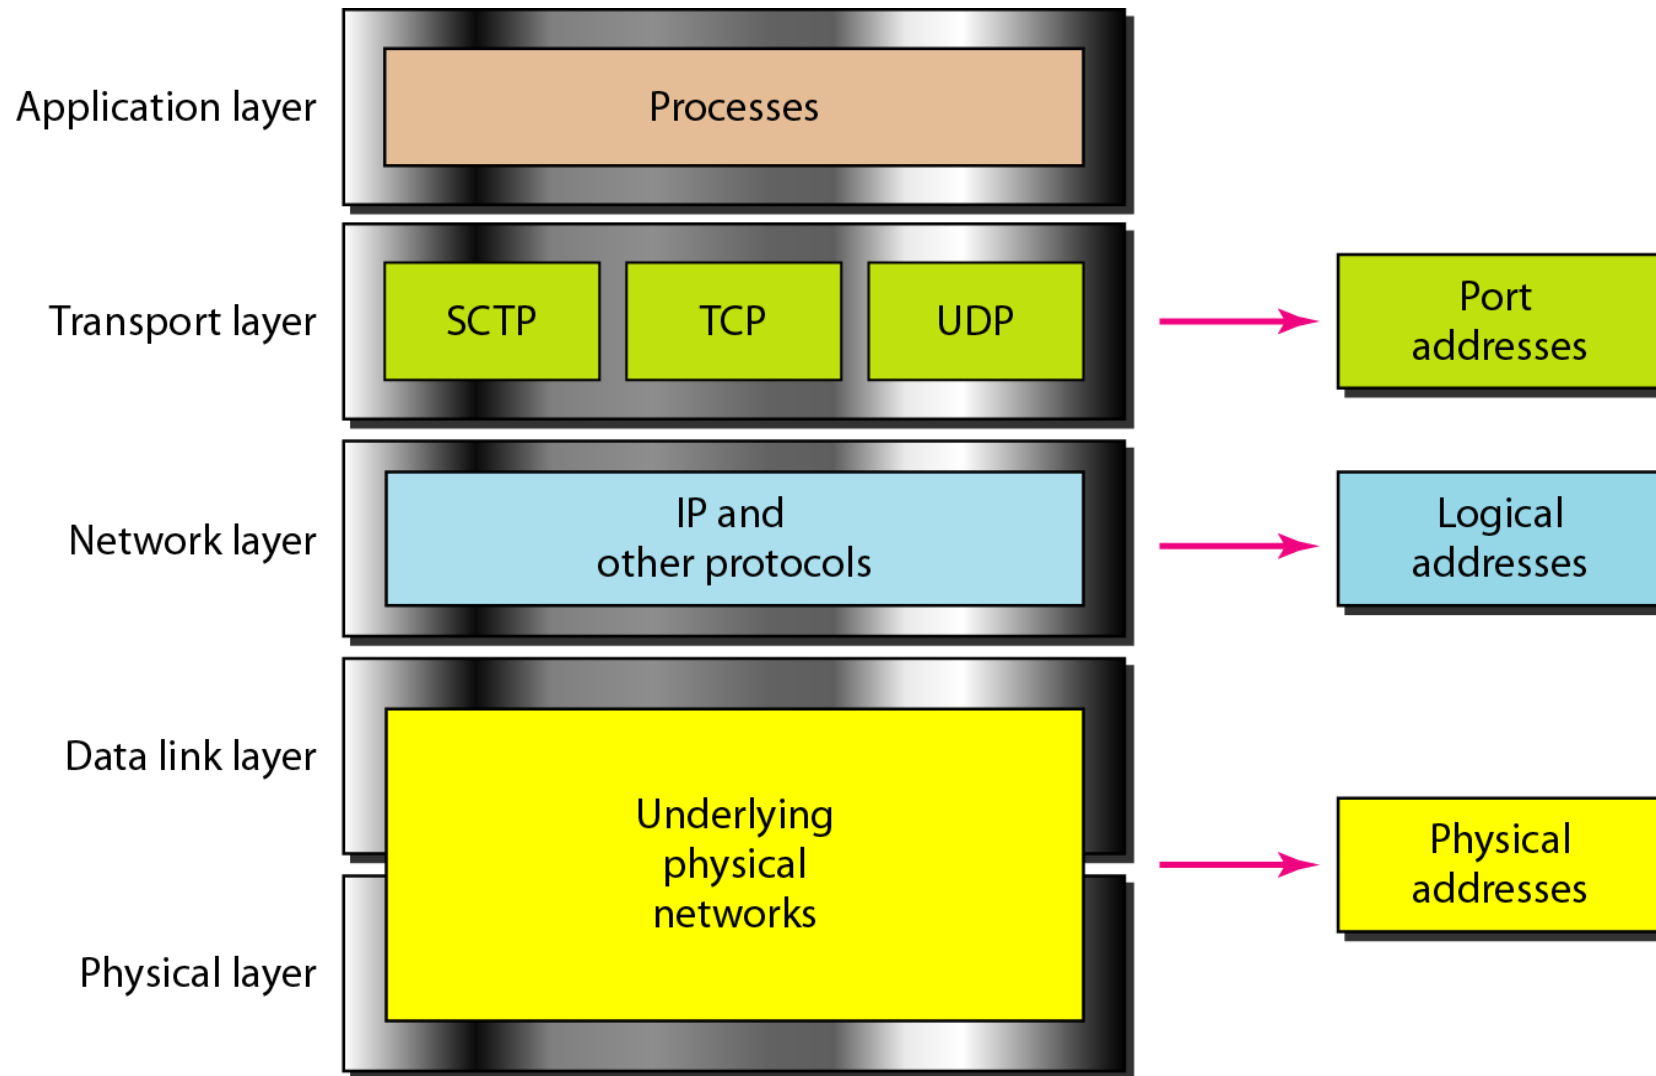 Application layer
Processes
Transport layer
SCTP
TCP
UDP
Port
addresses
Network layer
IP and
other protocols
Logical
addresses
Data link layer
Underlying
physical
networks
Physical
addresses
Physical layer